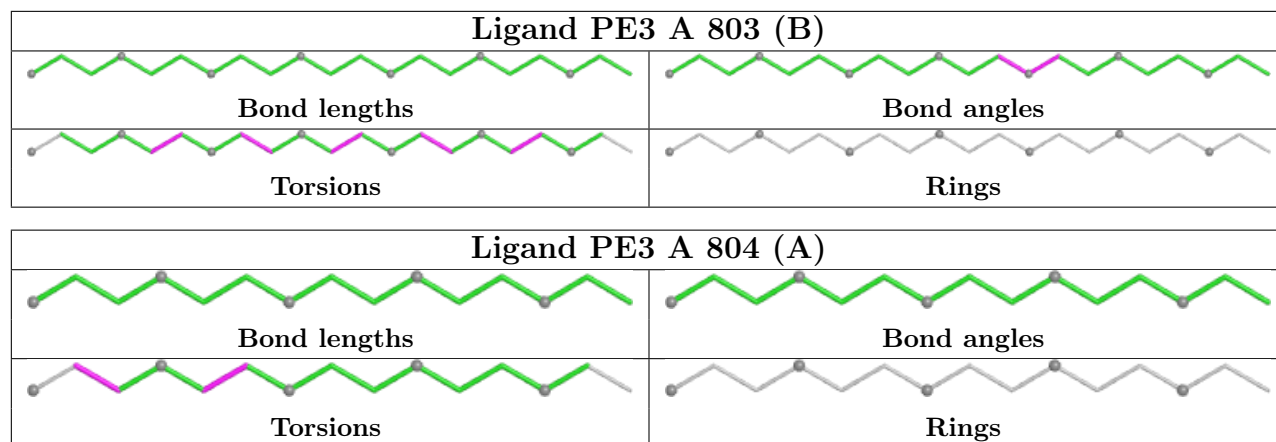 Ligand PE3 A 803 (B)
Bond lengths
Bond angles
Torsions
Rings
Ligand PE3 A 804 (A)
Bond lengths
Bond angles
Torsions
Rings